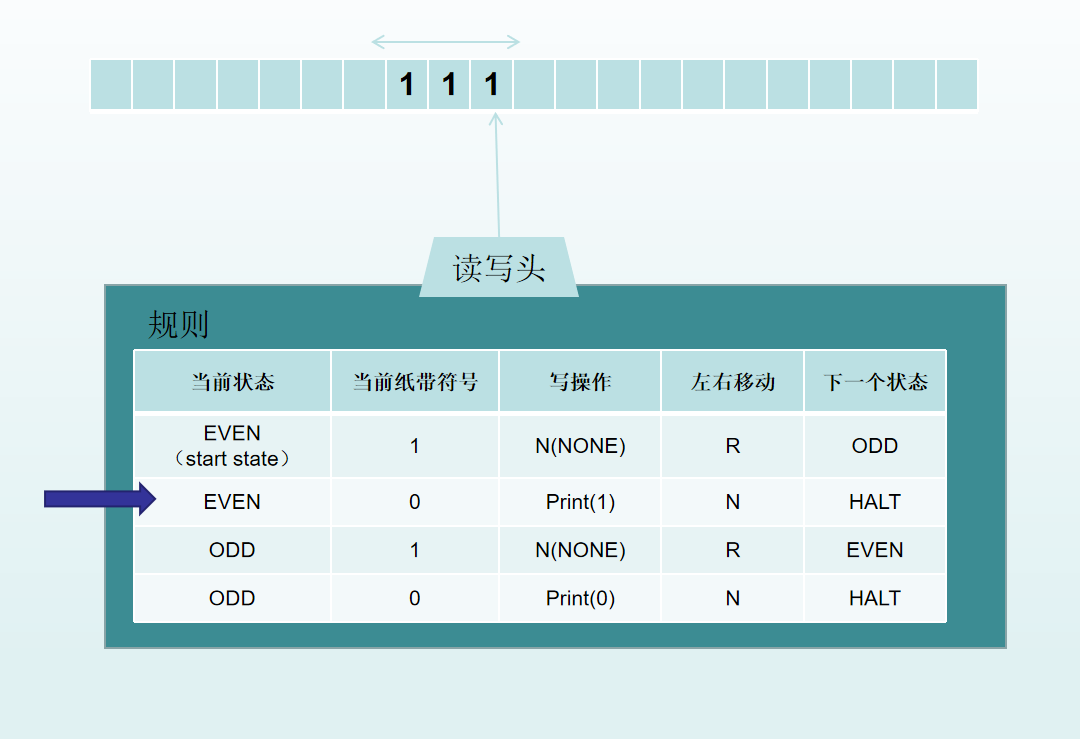 1 1 1
读写头
规则
当前状态 当前纸带符号 写操作 左右移动 下一个状态
EVEN
（start state） 1 N(NONE) R ODD
EVEN 0 Print(1) N HALT
ODD 1 N(NONE) R EVEN
ODD 0 Print(0) N HALT